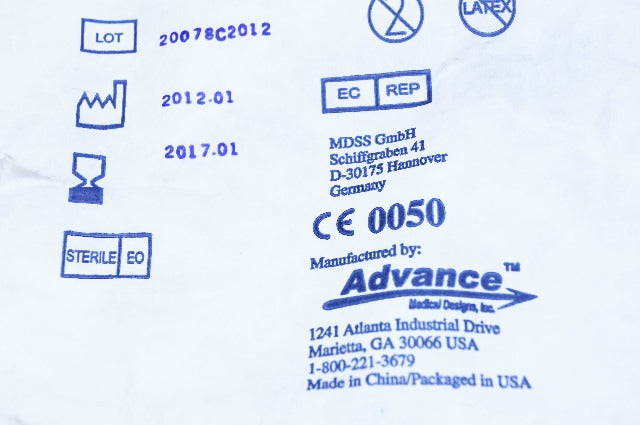 LOT 20078C2012
2012.01
2017.01
STERILE EO
2
LATEX
EC REP
MDSS GmbH
Schiffgraben 41
D-30175 Hannover
Germany
CE 0050
Manufactured by:
Advance™
Medical Designs, Inc.
1241 Atlanta Industrial Drive
Marietta, GA 30066 USA
1-800-221-3679
Made in China/Packaged in USA